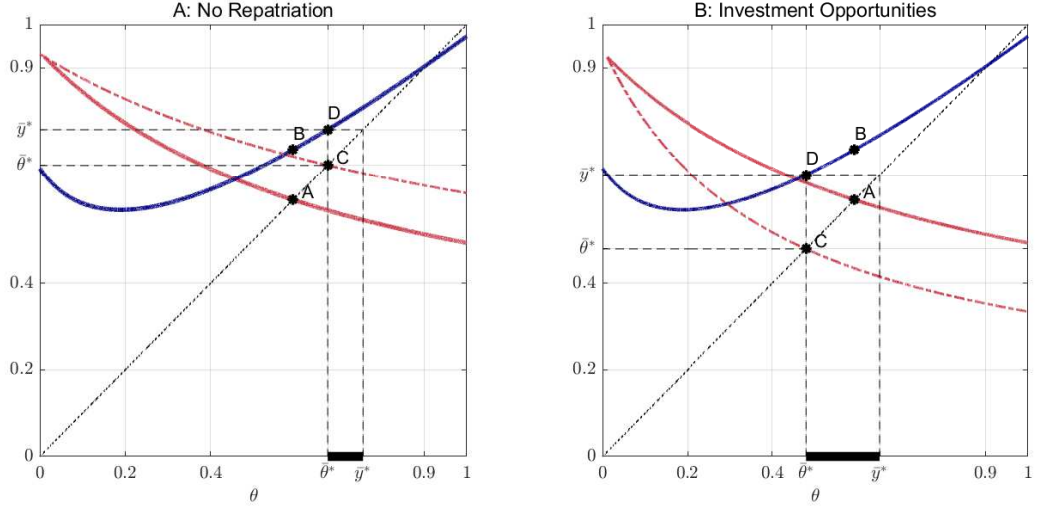 A: No Repatriation
1
0.9
ȳ*
θ̄*
0.4
0.2
0
B
D
C
A
0
0.2
0.4
θ̄*
ȳ*
0.9
1
θ
B: Investment Opportunities
1
0.9
ȳ*
θ̄*
0.4
0.2
0
D
B
A
C
0
0.2
0.4
θ̄*
ȳ*
0.9
1
θ